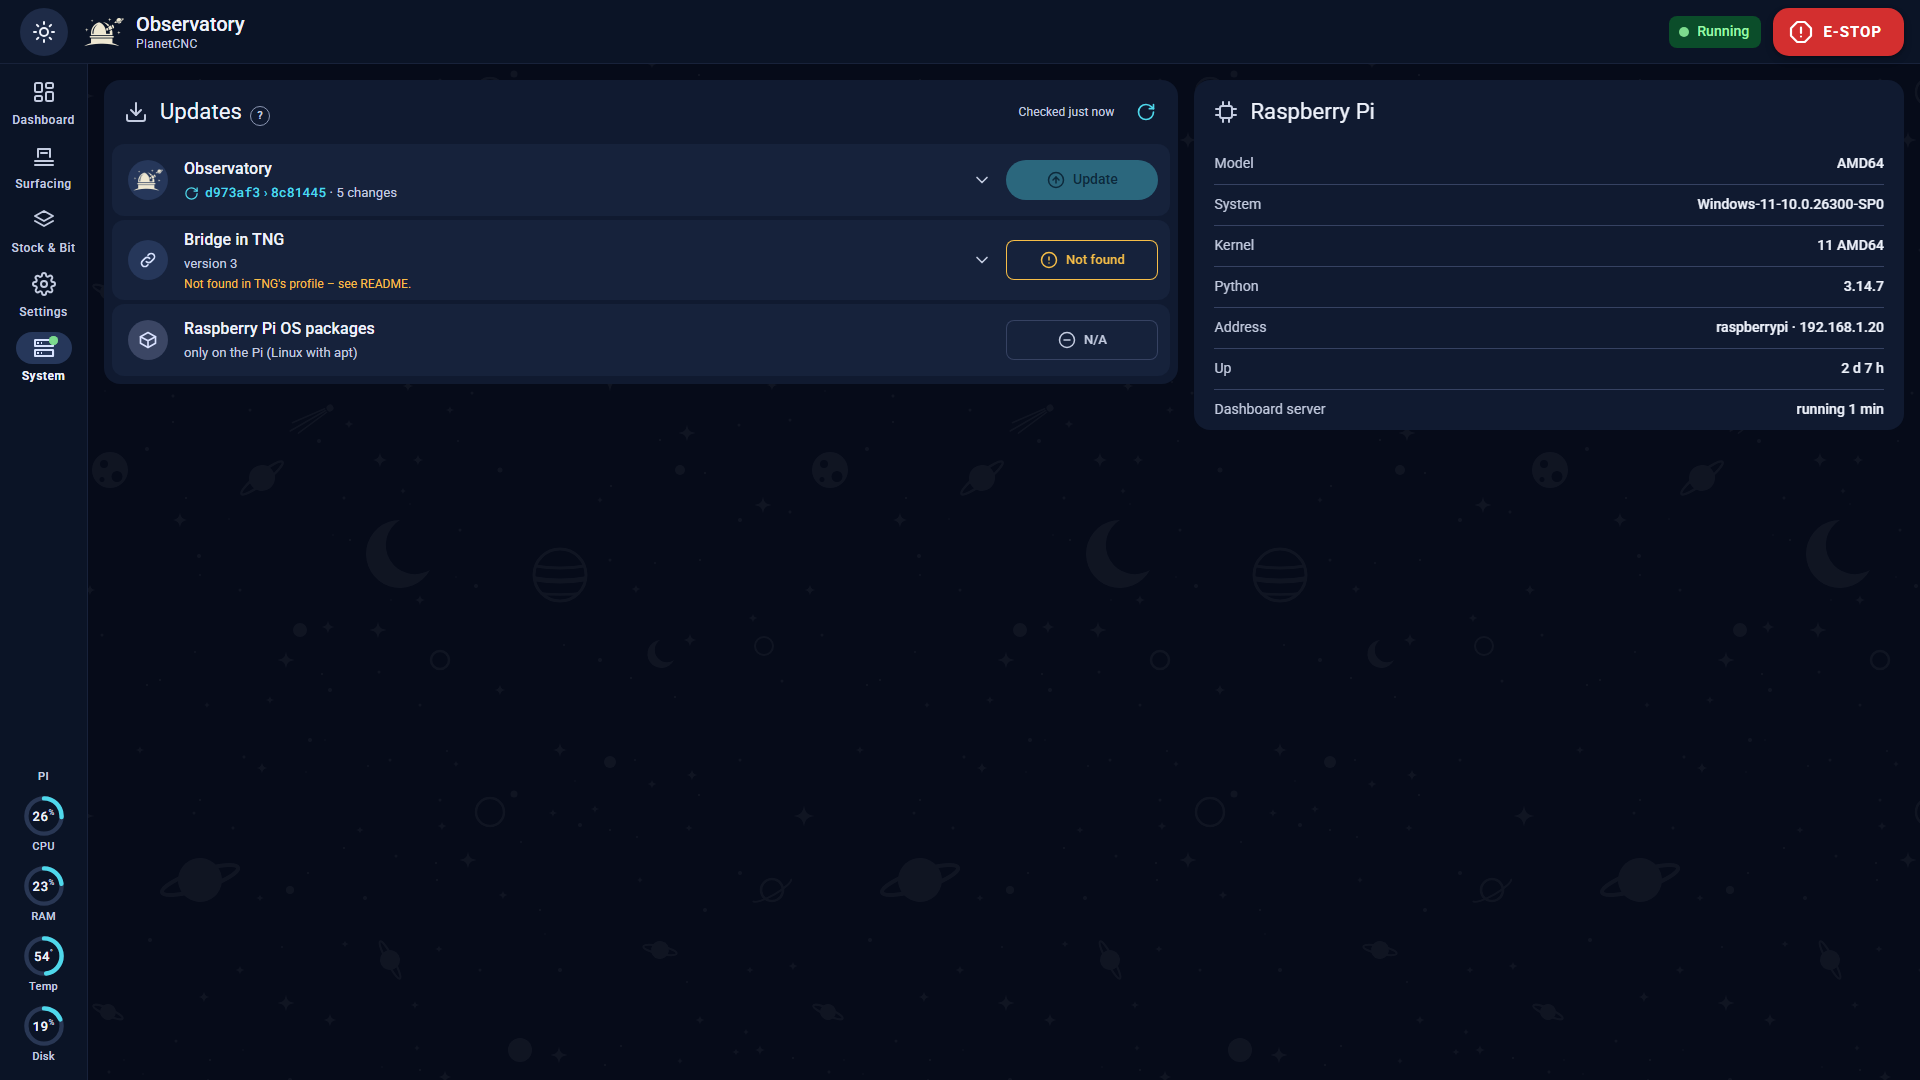 Observatory
PlanetCNC
Running
E-STOP
Dashboard
Surfacing
Stock & Bit
Settings
System
Updates ?
Checked just now
Observatory
d973af3 › 8c81445 · 5 changes
Update
Bridge in TNG
version 3
Not found in TNG's profile – see README.
Not found
Raspberry Pi OS packages
only on the Pi (Linux with apt)
N/A
Raspberry Pi
Model AMD64
System Windows-11-10.0.26300-SP0
Kernel 11 AMD64
Python 3.14.7
Address raspberrypi · 192.168.1.20
Up 2 d 7 h
Dashboard server running 1 min
PI
26%
CPU
23%
RAM
54°
Temp
19%
Disk